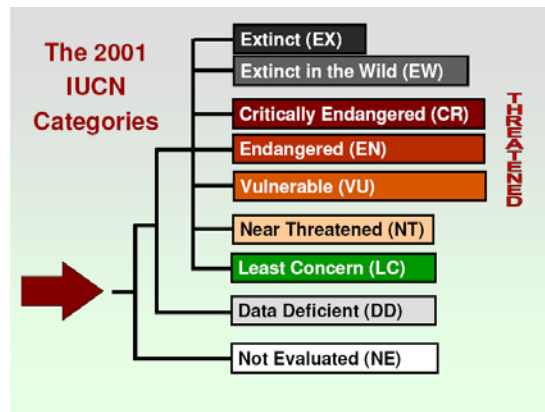 The 2001
IUCN
Categories
Extinct (EX)
Extinct in the Wild (EW)
Critically Endangered (CR)
Endangered (EN)
Vulnerable (VU)
THREATENED
Near Threatened (NT)
Least Concern (LC)
Data Deficient (DD)
Not Evaluated (NE)